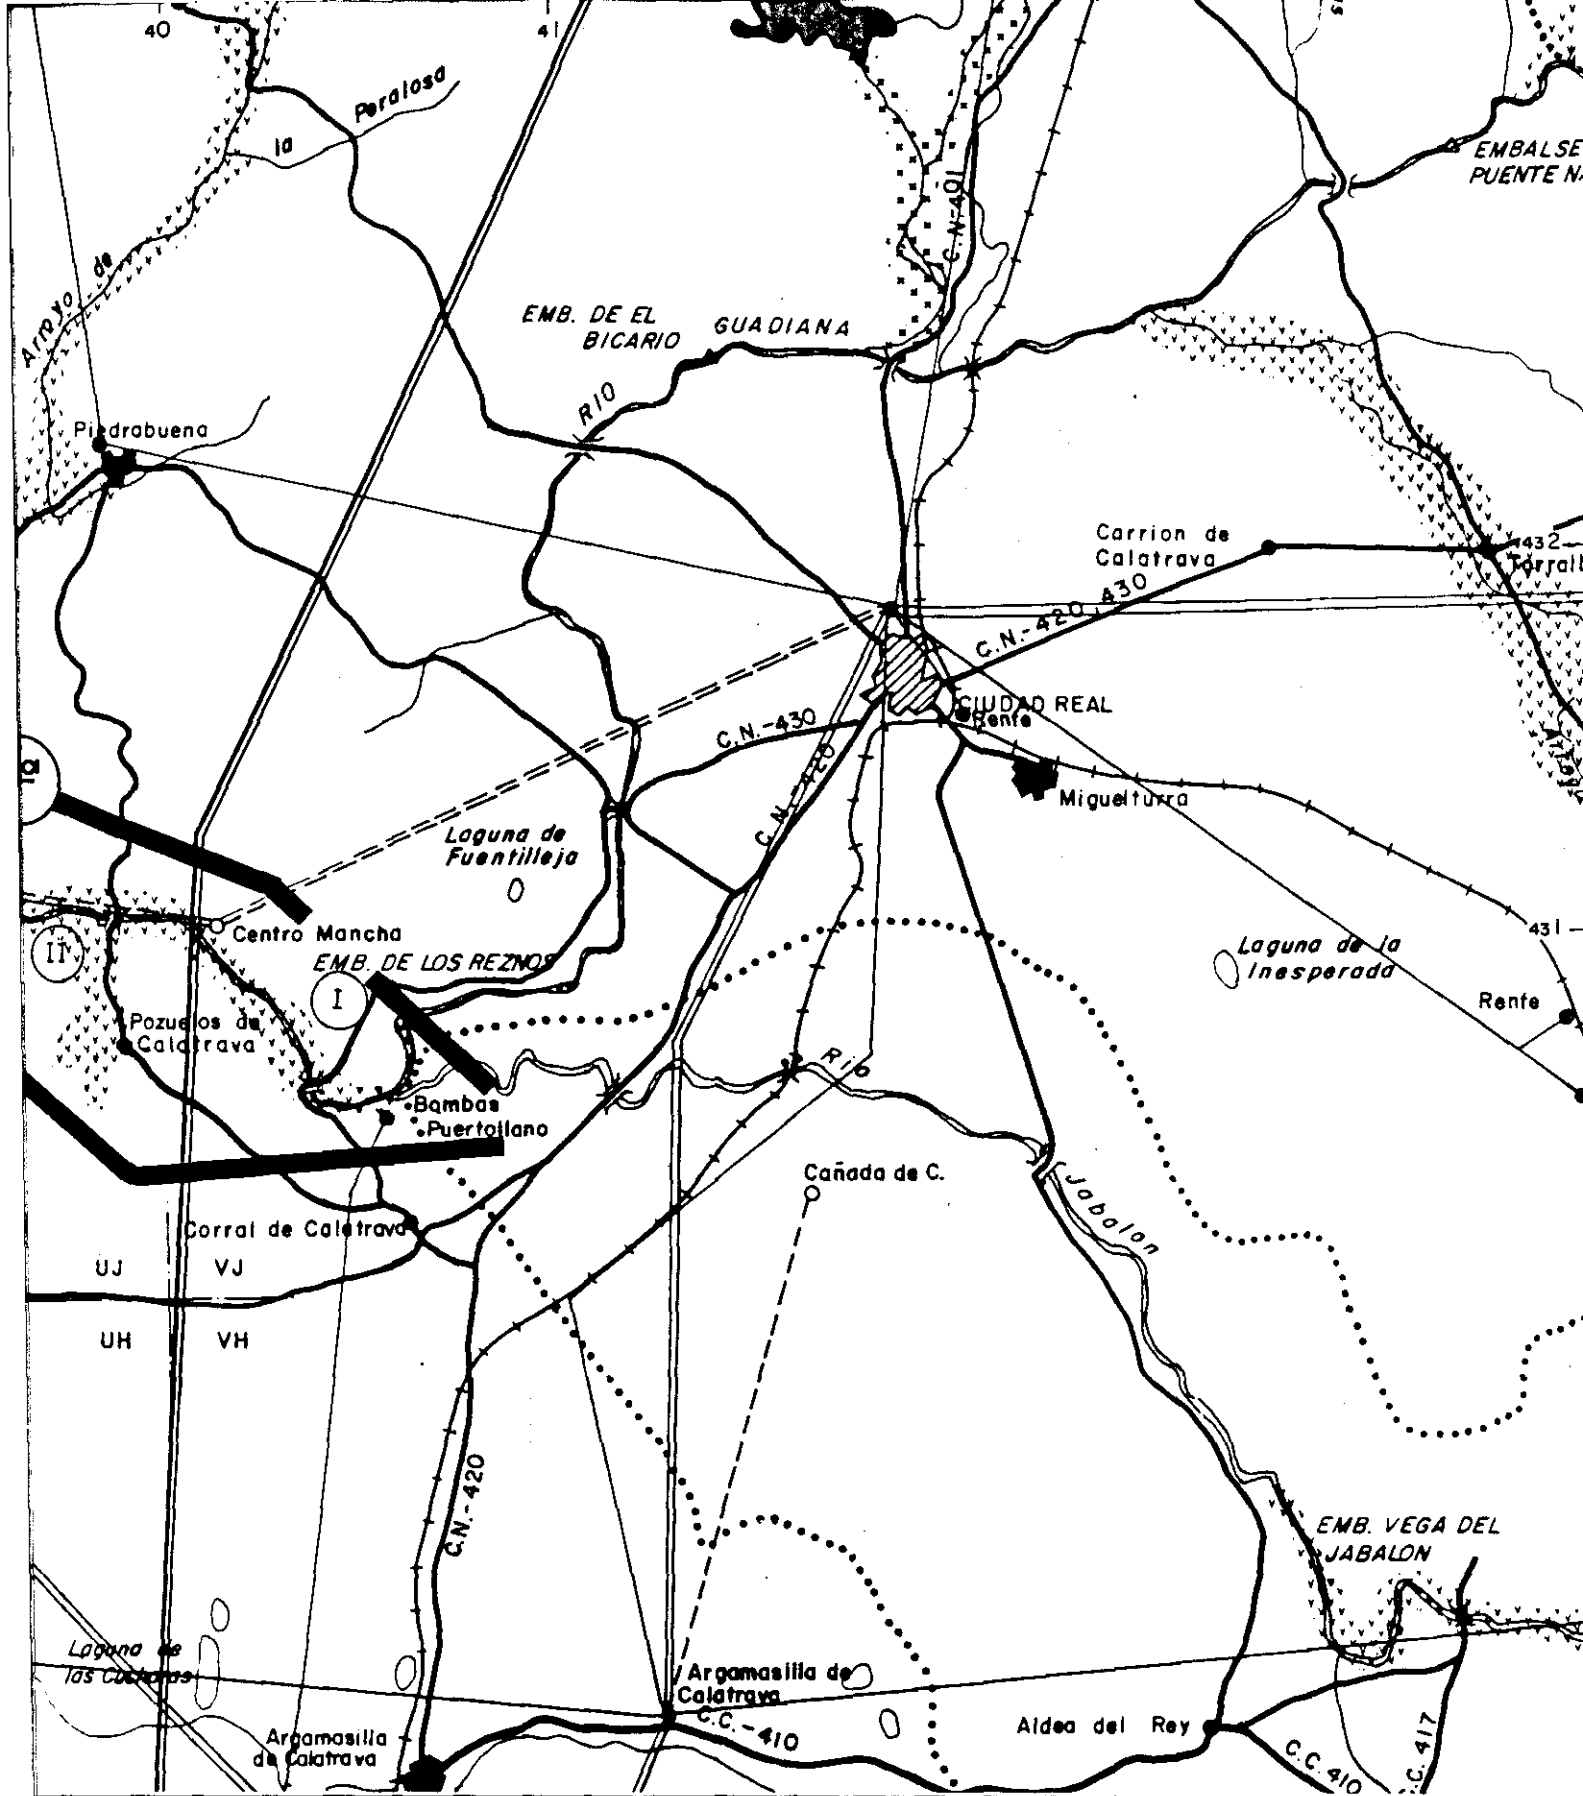 40
41
Peralosa
la
de
Arroyo
C.N.-401
EMBALSE
PUENTE N
EMB. DE EL
BICARIO
GUADIANA
RIO
Piedrabuena
Carrion de
Calatrava
432
C.N.-420,430
CIUDAD REAL
Renfe
C.N.-430
C.N.-420
Miguelturra
Laguna de
Fuentilleja
431
Laguna de la
Inesperada
Centro Mancha
EMB. DE LOS REZNOS
II
I
Renfe
Pozuelos de
Calatrava
Rio
Bombas
Puertollano
Cañada de C.
Jabalon
Corral de Calatrava
UJ VJ
UH VH
C.N.-420
EMB. VEGA DEL
JABALON
Laguna de
las Cucharas
Argamasilla de
Calatrava
C.C.-410
Aldea del Rey
Argamasilla
de Calatrava
C.C. 410
C.C. 417